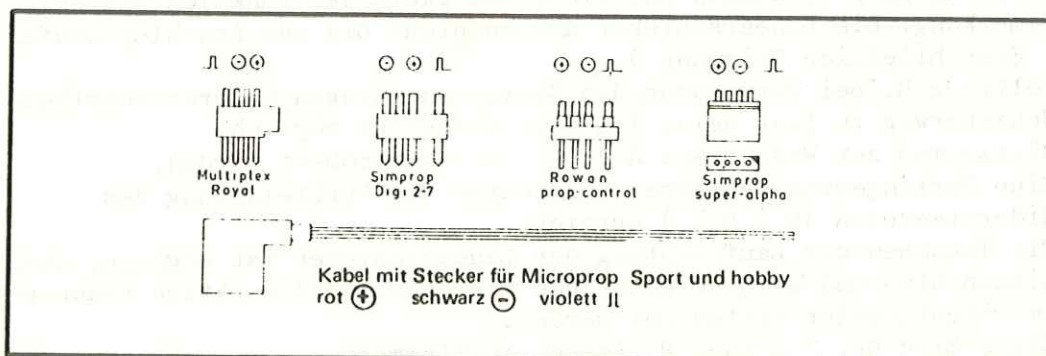 Multiplex
Royal
Simprop
Digi 2-7
Rowan
prop-control
Simprop
super-alpha
Kabel mit Stecker für Microprop Sport und hobby
rot ⊕ schwarz ⊖ violett